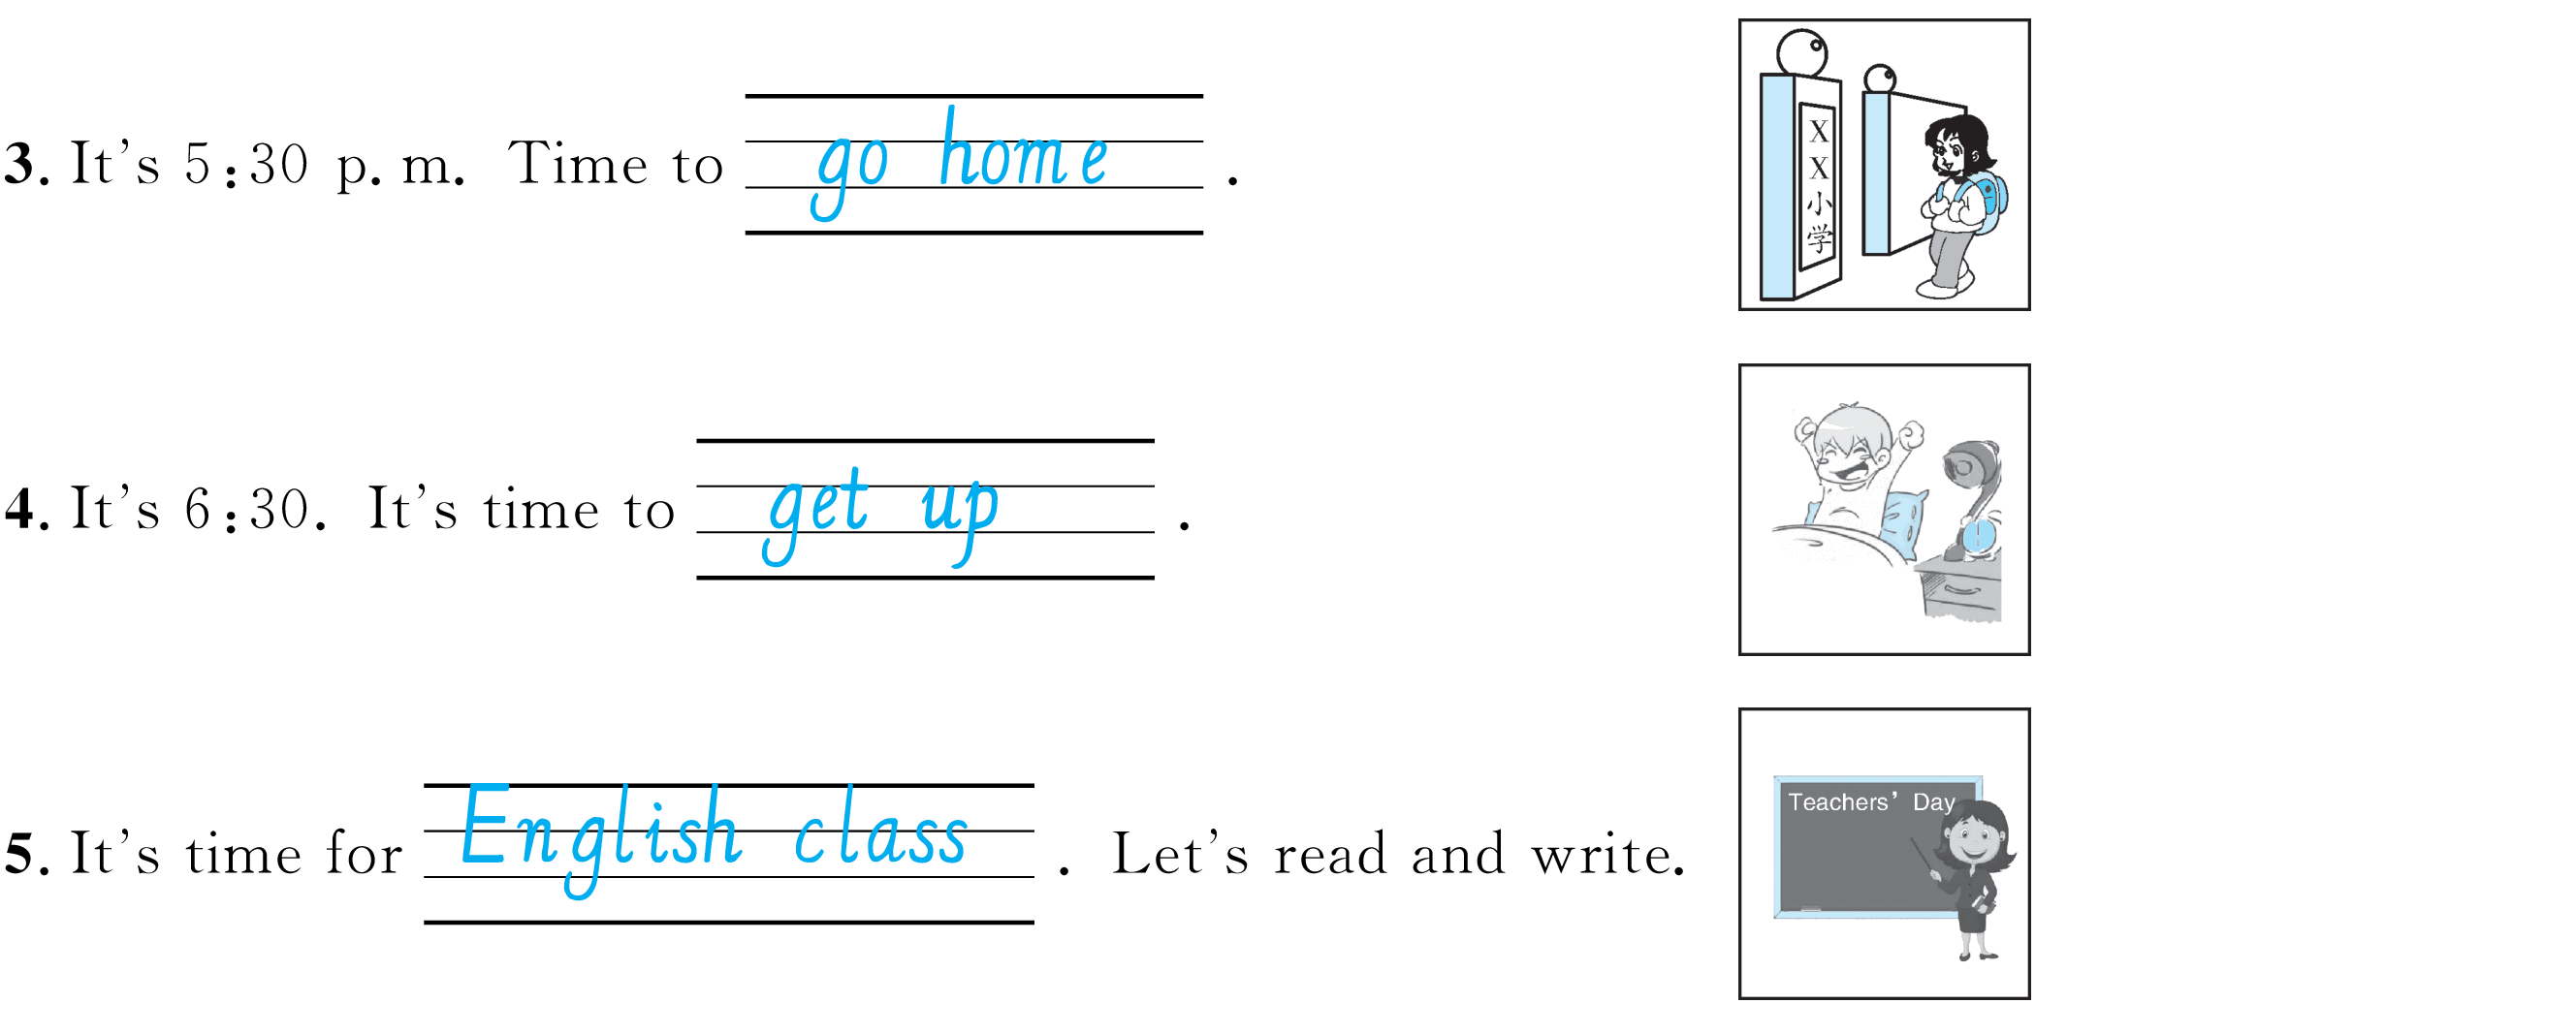 3. It's 5:30 p. m. Time to go home.
X
X
小
学
4. It's 6:30. It's time to get up.
5. It's time for English class. Let's read and write.
Teachers' Day